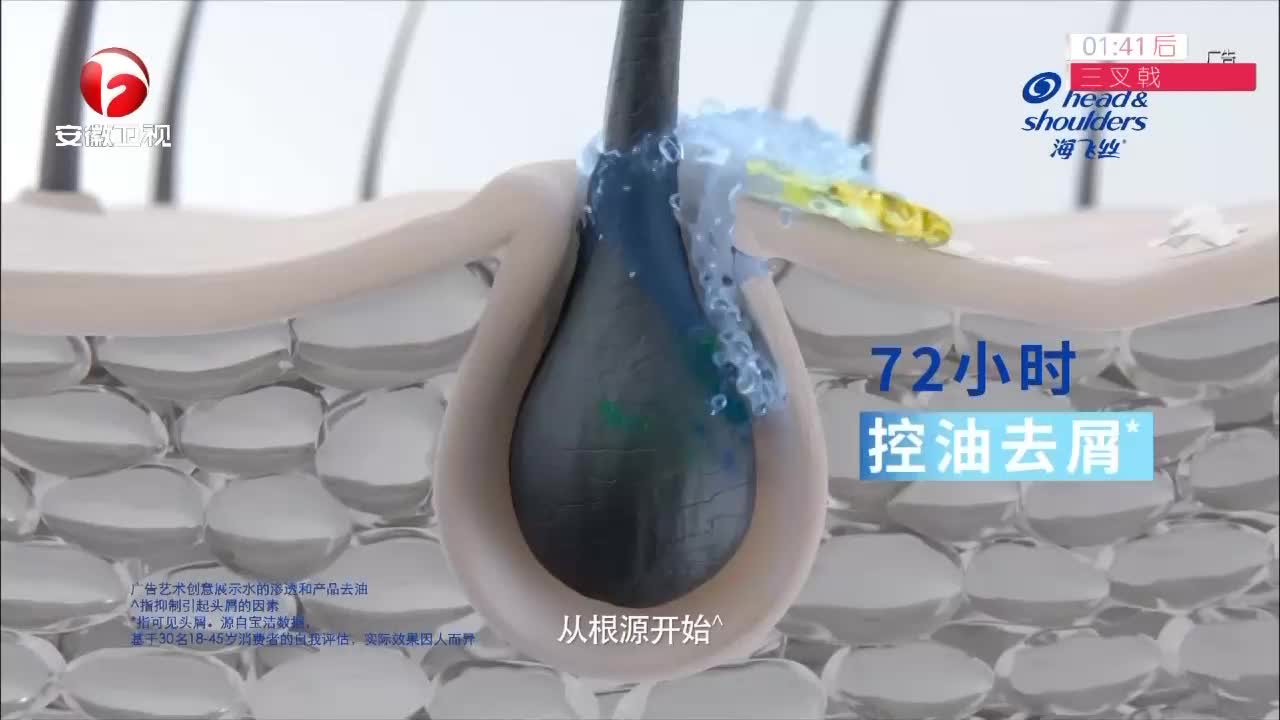 安徽卫视
01:41后
三叉戟
广告
head&
shoulders
海飞丝
72小时
控油去屑*
广告艺术创意展示水的渗透和产品去油
^指抑制引起头屑的因素
*指可见头屑。源自宝洁数据,
基于30名18-45岁消费者的自我评估，实际效果因人而异
从根源开始^